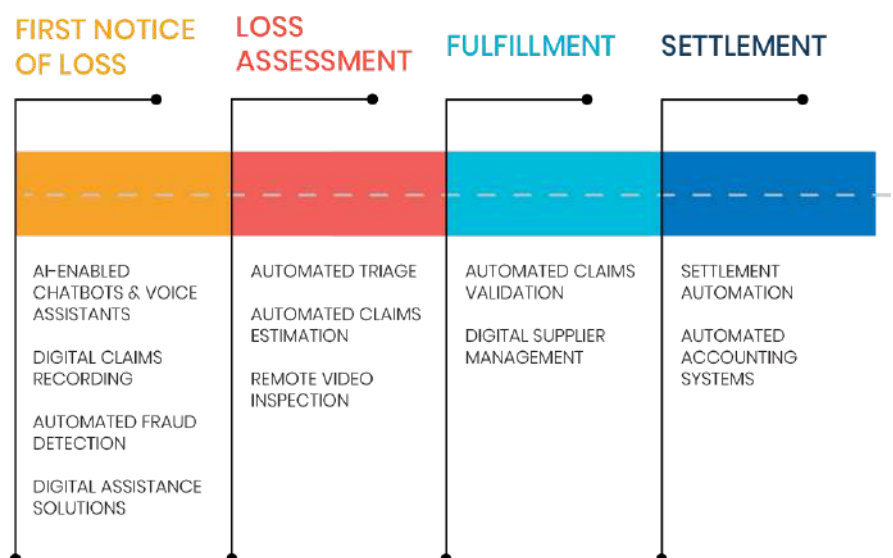 FIRST NOTICE
OF LOSS
LOSS
ASSESSMENT
FULFILLMENT
SETTLEMENT
AI-ENABLED
CHATBOTS & VOICE
ASSISTANTS
DIGITAL CLAIMS
RECORDING
AUTOMATED FRAUD
DETECTION
DIGITAL ASSISTANCE
SOLUTIONS
AUTOMATED TRIAGE
AUTOMATED CLAIMS
ESTIMATION
REMOTE VIDEO
INSPECTION
AUTOMATED CLAIMS
VALIDATION
DIGITAL SUPPLIER
MANAGEMENT
SETTLEMENT
AUTOMATION
AUTOMATED
ACCOUNTING
SYSTEMS